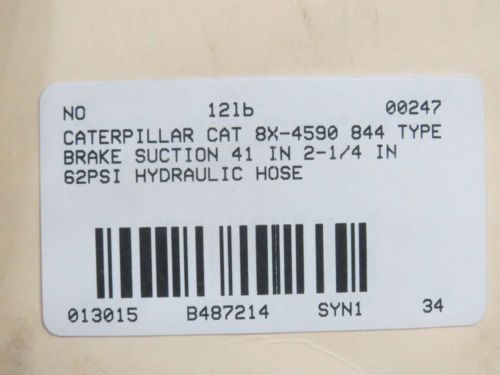 NO 12lb 00247
CATERPILLAR CAT 8X-4590 844 TYPE
BRAKE SUCTION 41 IN 2-1/4 IN
62PSI HYDRAULIC HOSE
013015 B487214 SYN1 34